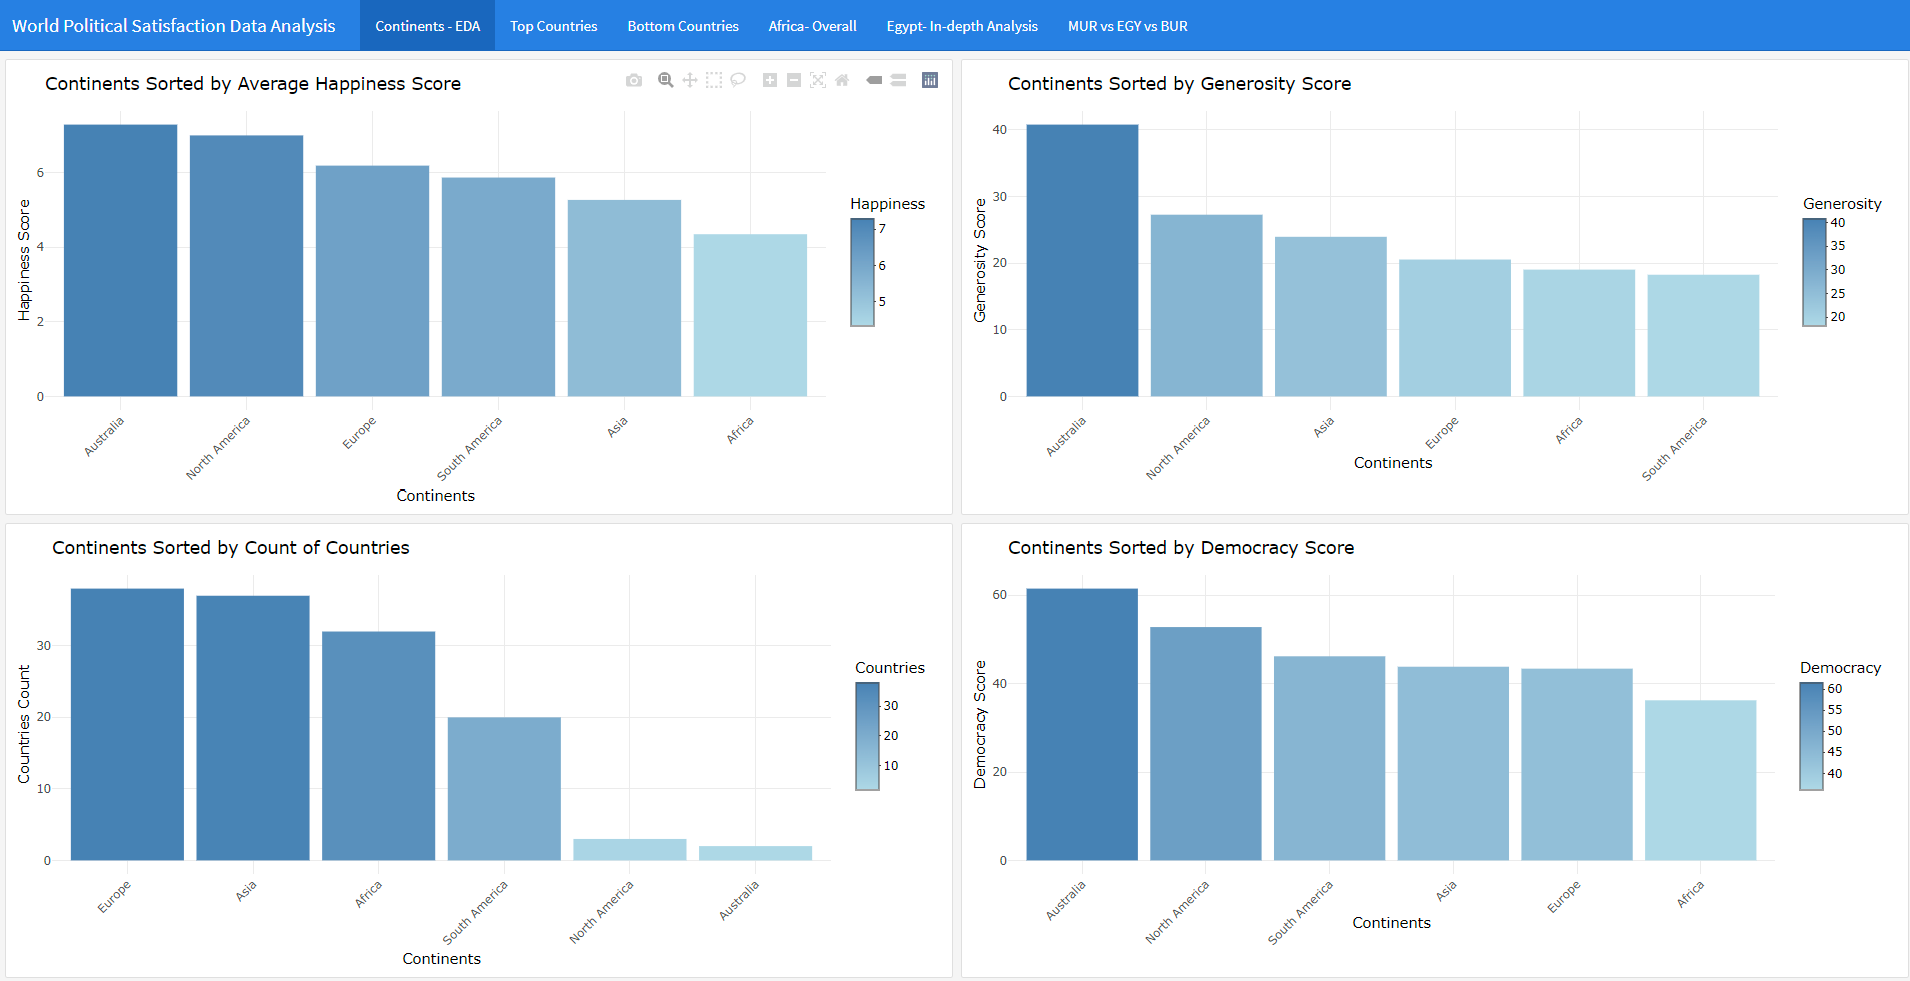 World Political Satisfaction Data Analysis
Continents - EDA
Top Countries
Bottom Countries
Africa- Overall
Egypt- In-depth Analysis
MUR vs EGY vs BUR
Continents Sorted by Average Happiness Score
Happiness Score
6
4
2
0
Australia
North America
Europe
South America
Asia
Africa
Continents
Happiness
7
6
5
Continents Sorted by Generosity Score
Generosity Score
40
30
20
10
0
Australia
North America
Asia
Europe
Africa
South America
Continents
Generosity
40
35
30
25
20
Continents Sorted by Count of Countries
Countries Count
30
20
10
0
Europe
Asia
Africa
South America
North America
Australia
Continents
Countries
30
20
10
Continents Sorted by Democracy Score
Democracy Score
60
40
20
0
Australia
North America
South America
Asia
Europe
Africa
Continents
Democracy
60
55
50
45
40